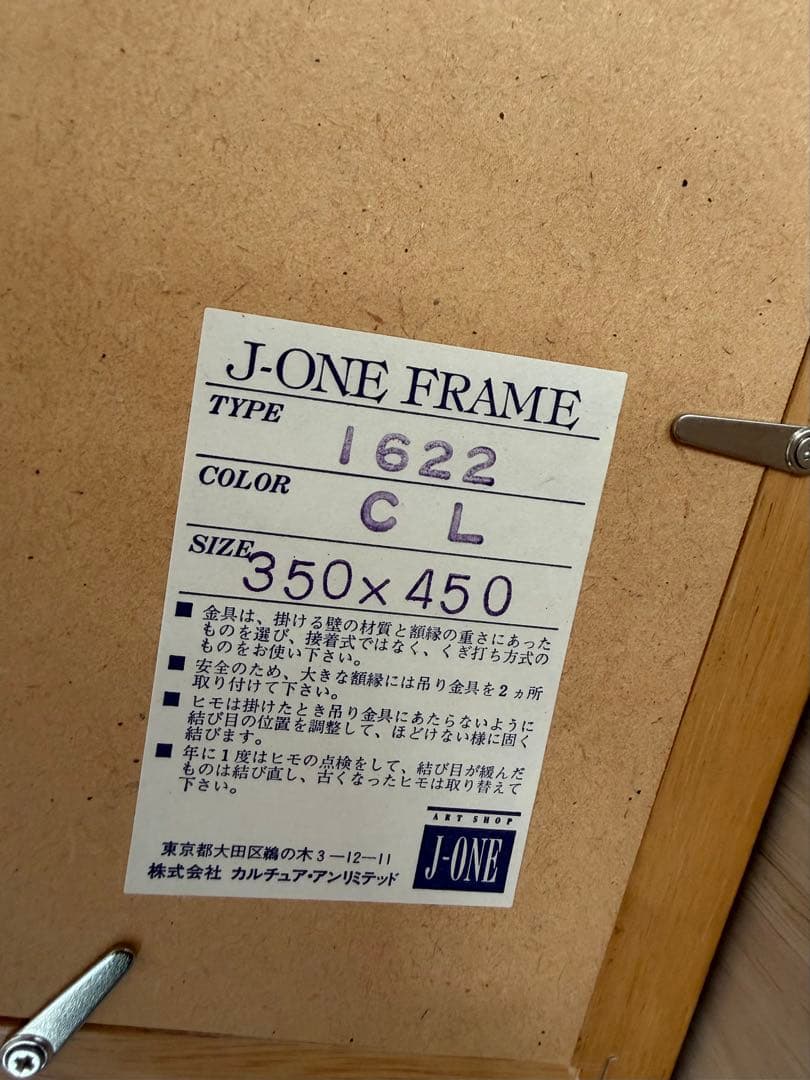 J-ONE FRAME
TYPE
1622
COLOR
C L
SIZE
350×450
■ 金具は、掛ける壁の材質と額縁の重さにあった
ものを選び、接着式ではなく、くぎ打ち方式の
ものをお使い下さい。
■ 安全のため、大きな額縁には吊り金具を2ヵ所
取り付けて下さい。
■ ヒモは掛けたとき吊り金具にあたらないように
結び目の位置を調整して、ほどけない様に固く
結びます。
■ 年に1度はヒモの点検をして、結び目が緩んだ
ものは結び直し、古くなったヒモは取り替えて
下さい。
ART SHOP
J-ONE
東京都大田区鵜の木3-12-11
株式会社 カルチュア・アンリミテッド